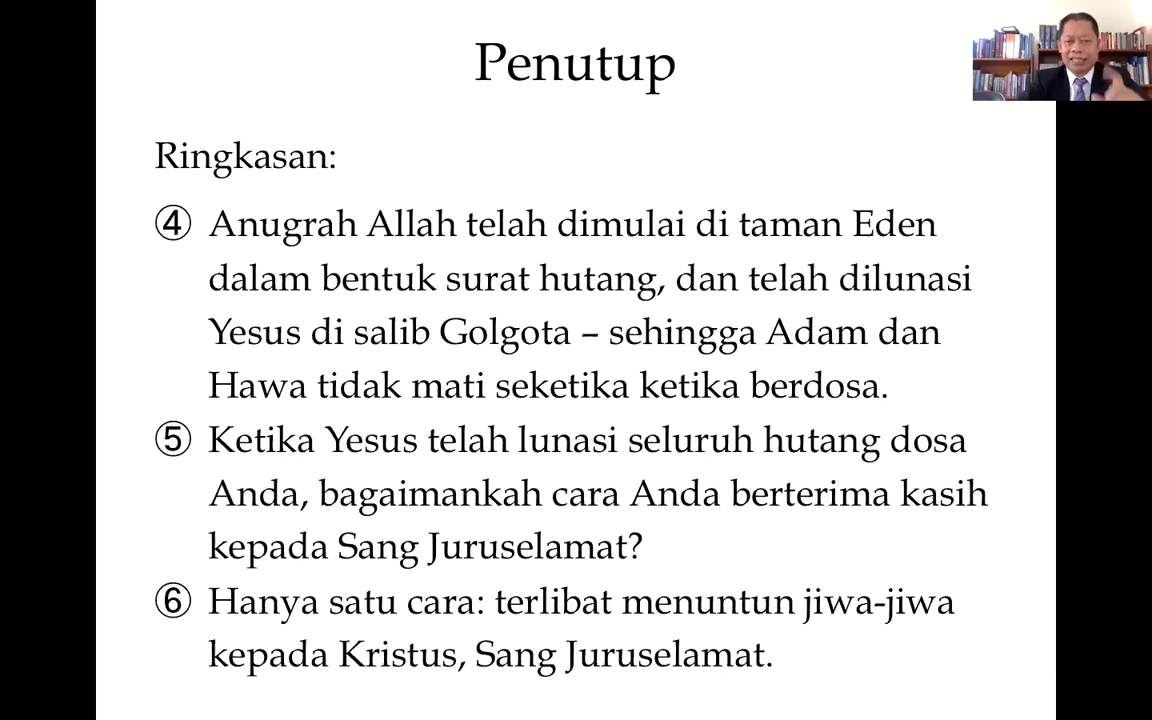 Penutup
Ringkasan:
④ Anugrah Allah telah dimulai di taman Eden
dalam bentuk surat hutang, dan telah dilunasi
Yesus di salib Golgota – sehingga Adam dan
Hawa tidak mati seketika ketika berdosa.
⑤ Ketika Yesus telah lunasi seluruh hutang dosa
Anda, bagaimankah cara Anda berterima kasih
kepada Sang Juruselamat?
⑥ Hanya satu cara: terlibat menuntun jiwa-jiwa
kepada Kristus, Sang Juruselamat.